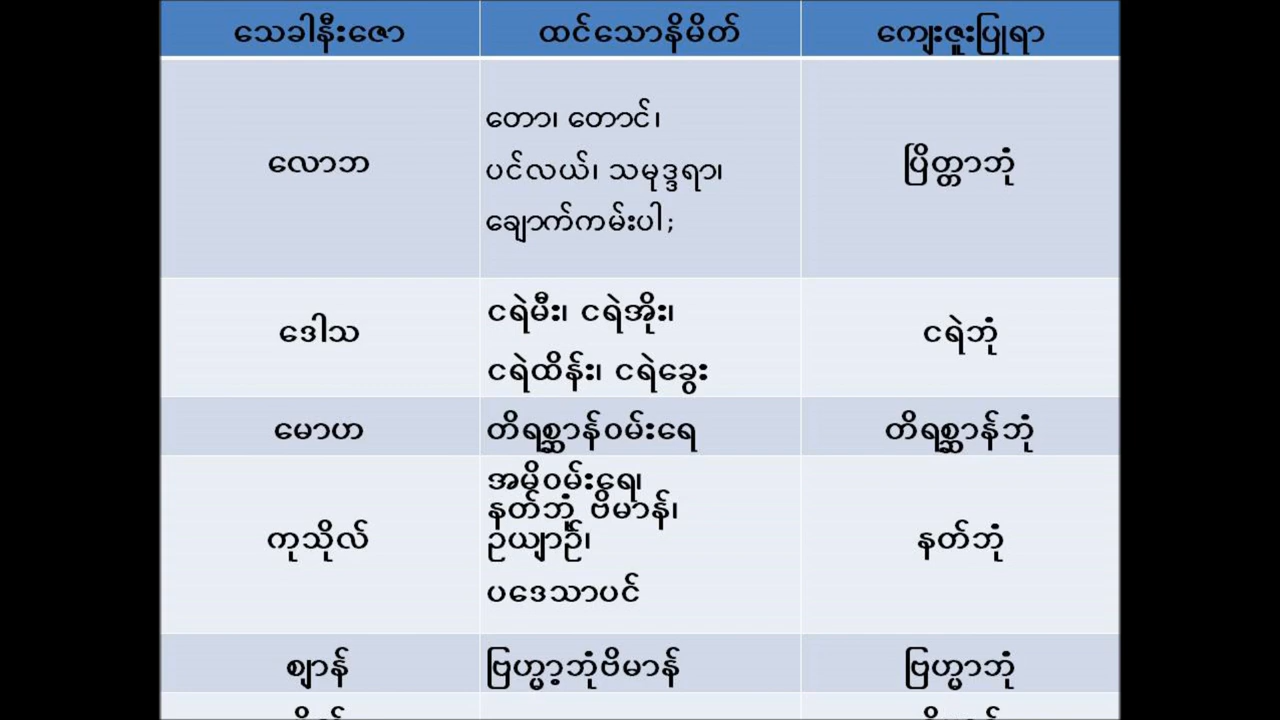 သေခါနီးဇော ထင်သောနိမိတ် ကျေးဇူးပြုရာ
လောဘ
တော၊ တောင်၊
ပင်လယ်၊ သမုဒ္ဒရာ၊
ချောက်ကမ်းပါ;
ပြိတ္တာဘုံ
ဒေါသ
ငရဲမီး၊ ငရဲအိုး၊
ငရဲထိန်း၊ ငရဲခွေး
ငရဲဘုံ
မောဟ
တိရစ္ဆာန်ဝမ်းရေ
တိရစ္ဆာန်ဘုံ
ကုသိုလ်
အမိဝမ်းရေ၊
နတ်ဘုံ ဗိမာန်၊
ဥယျာဉ်၊
ပဒေသာပင်
နတ်ဘုံ
ဈာန်
ဗြဟ္မာ့ဘုံဗိမာန်
ဗြဟ္မာဘုံ